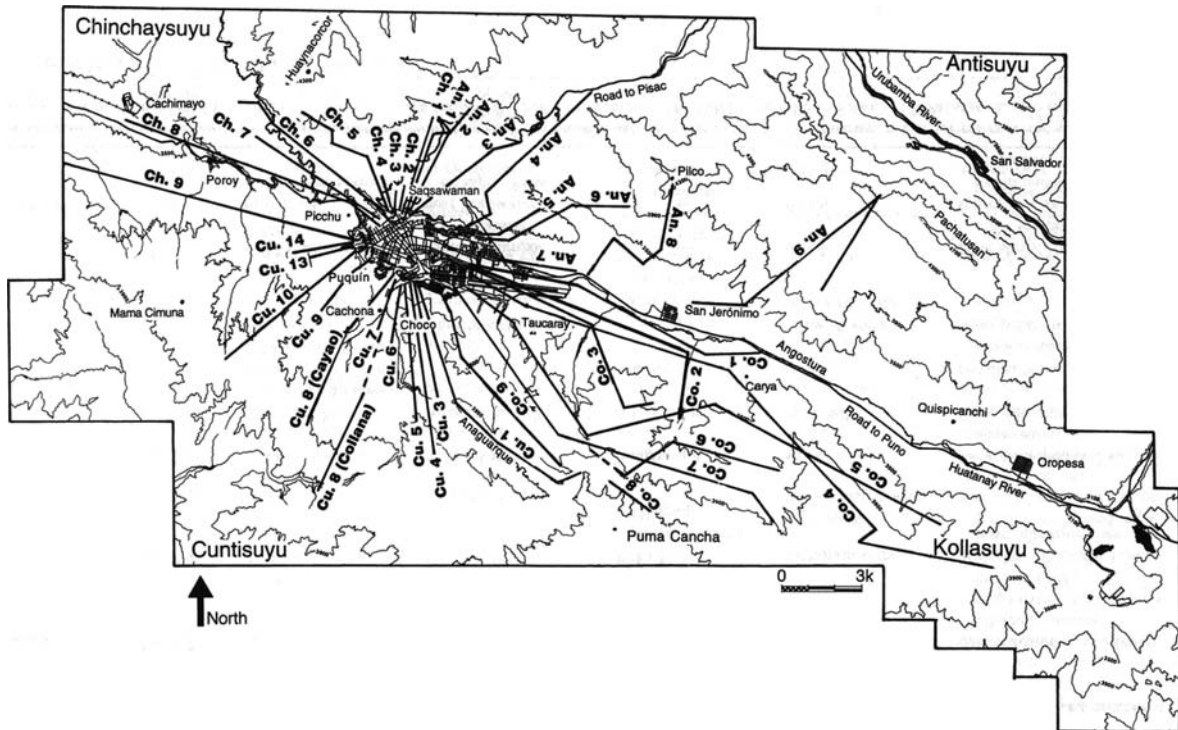 Chinchaysuyu
Antisuyu
Huaynacorcor
Cachimayo
Road to Pisac
Urubamba River
San Salvador
Ch. 8
Ch. 7
Ch. 6
Ch. 5
Ch. 4
Ch. 3
Ch. 2
Ch. 1
An. 1
An. 2
An. 3
An. 4
Ch. 9
Poroy
Picchu
Saqsawaman
An. 5
An. 6
Pilco
An. 8
An. 9
Pachatusan
An. 7
Cu. 14
Cu. 13
Puquín
Cu. 10
Mama Cimuna
Cu. 9
Cachona
Cu. 7
Choco
Cu. 6
Taucaray
San Jerónimo
Angostura
Co. 1
Co. 2
Co. 3
Carya
Quispicanchi
Cu. 8 (Cayao)
Cu. 8 (Collana)
Cu. 5
Cu. 4
Cu. 3
Anaguarque
Cu. 1
Co. 9
Co. 6
Co. 7
Co. 8
Co. 5
Co. 4
Road to Puno
Huatanay River
Oropesa
Puma Cancha
Cuntisuyu
Kollasuyu
North
0 3k